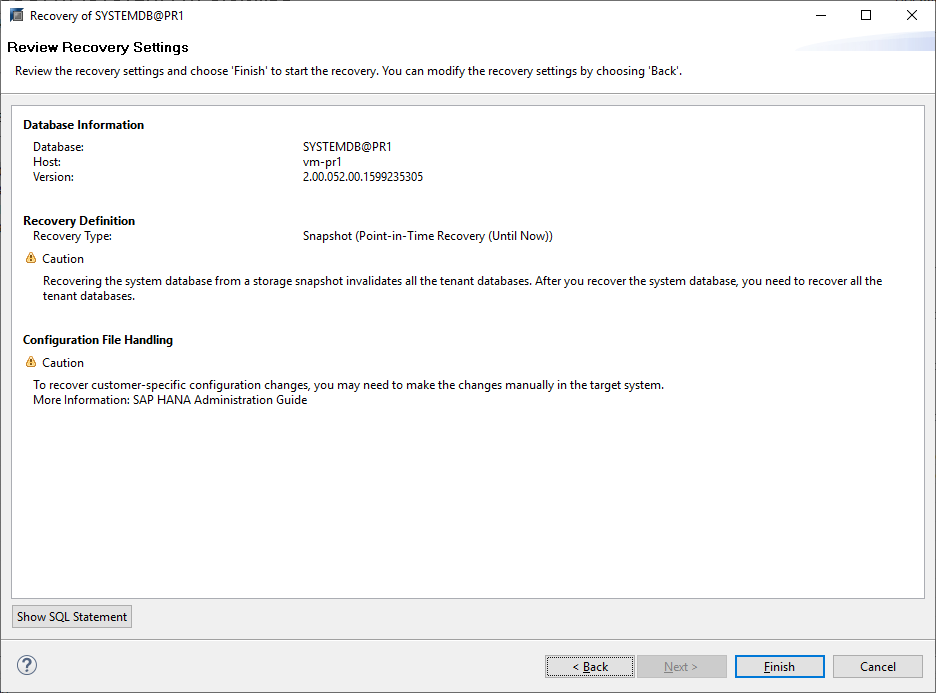 Recovery of SYSTEMDB@PR1
Review Recovery Settings
Review the recovery settings and choose 'Finish' to start the recovery. You can modify the recovery settings by choosing 'Back'.
Database Information
Database: SYSTEMDB@PR1
Host: vm-pr1
Version: 2.00.052.00.1599235305
Recovery Definition
Recovery Type: Snapshot (Point-in-Time Recovery (Until Now))
Caution
Recovering the system database from a storage snapshot invalidates all the tenant databases. After you recover the system database, you need to recover all the
tenant databases.
Configuration File Handling
Caution
To recover customer-specific configuration changes, you may need to make the changes manually in the target system.
More Information: SAP HANA Administration Guide
Show SQL Statement
? < Back Next > Finish Cancel